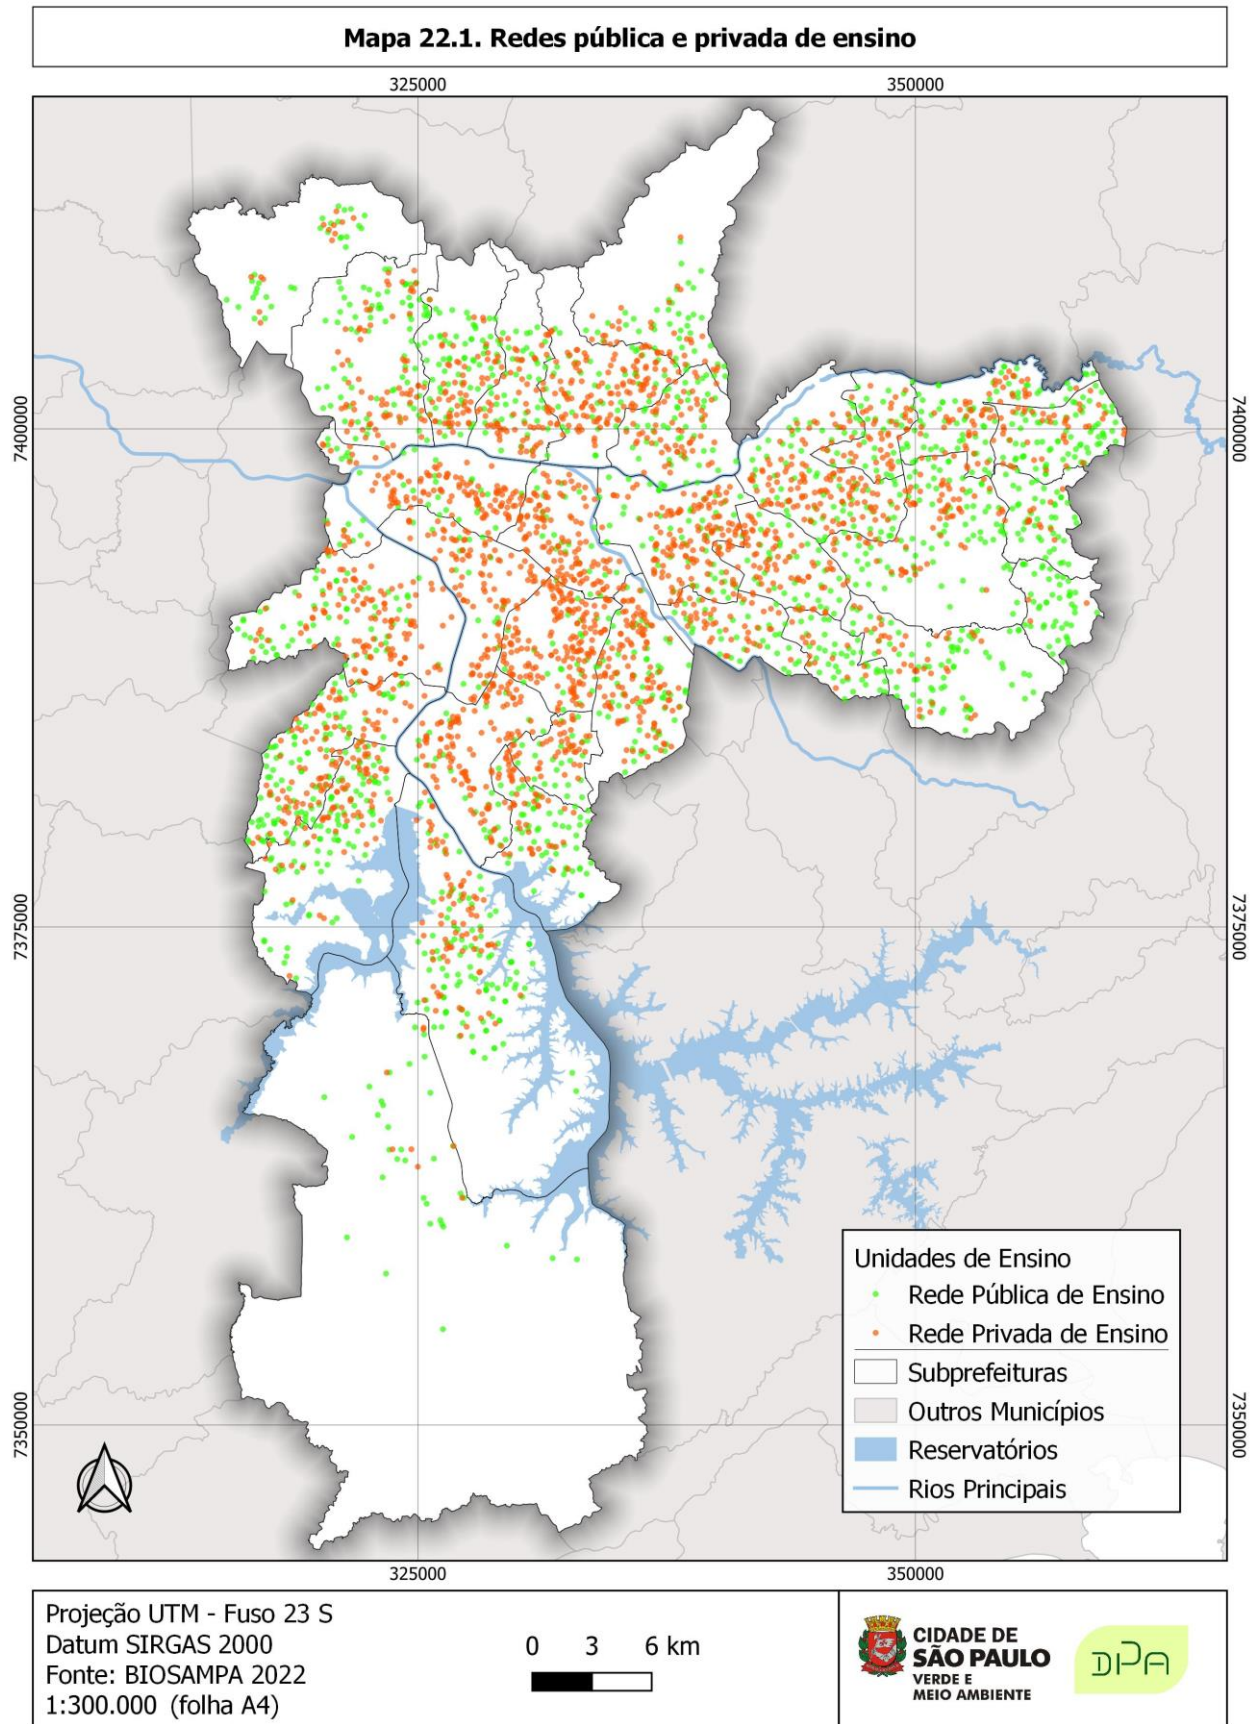 Mapa 22.1. Redes pública e privada de ensino
325000
350000
7400000
7400000
7375000
7375000
7350000
7350000
Unidades de Ensino
Rede Pública de Ensino
Rede Privada de Ensino
Subprefeituras
Outros Municípios
Reservatórios
Rios Principais
325000
350000
Projeção UTM - Fuso 23 S
Datum SIRGAS 2000
Fonte: BIOSAMPA 2022
1:300.000 (folha A4)
0 3 6 km
CIDADE DE
SÃO PAULO
VERDE E
MEIO AMBIENTE
DPA